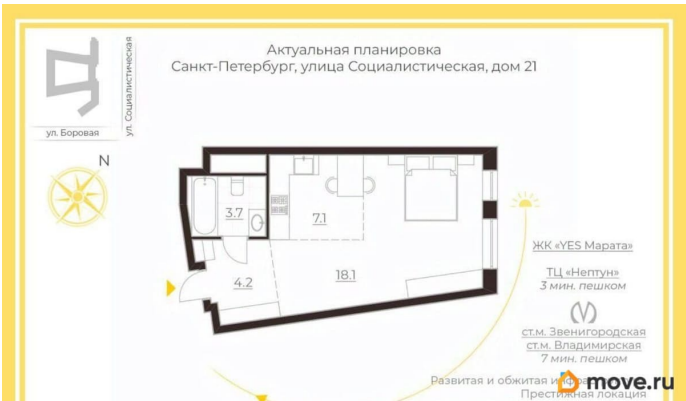 Актуальная планировка
Санкт-Петербург, улица Социалистическая, дом 21
ул. Социалистическая
ул. Боровая
N
3.7
7.1
4.2
18.1
ЖК «YES Марата»
ТЦ «Нептун»
3 мин. пешком
ст.м. Звенигородская
ст.м. Владимирская
7 мин. пешком
Развитая и обжитая
Престижная локация
move.ru